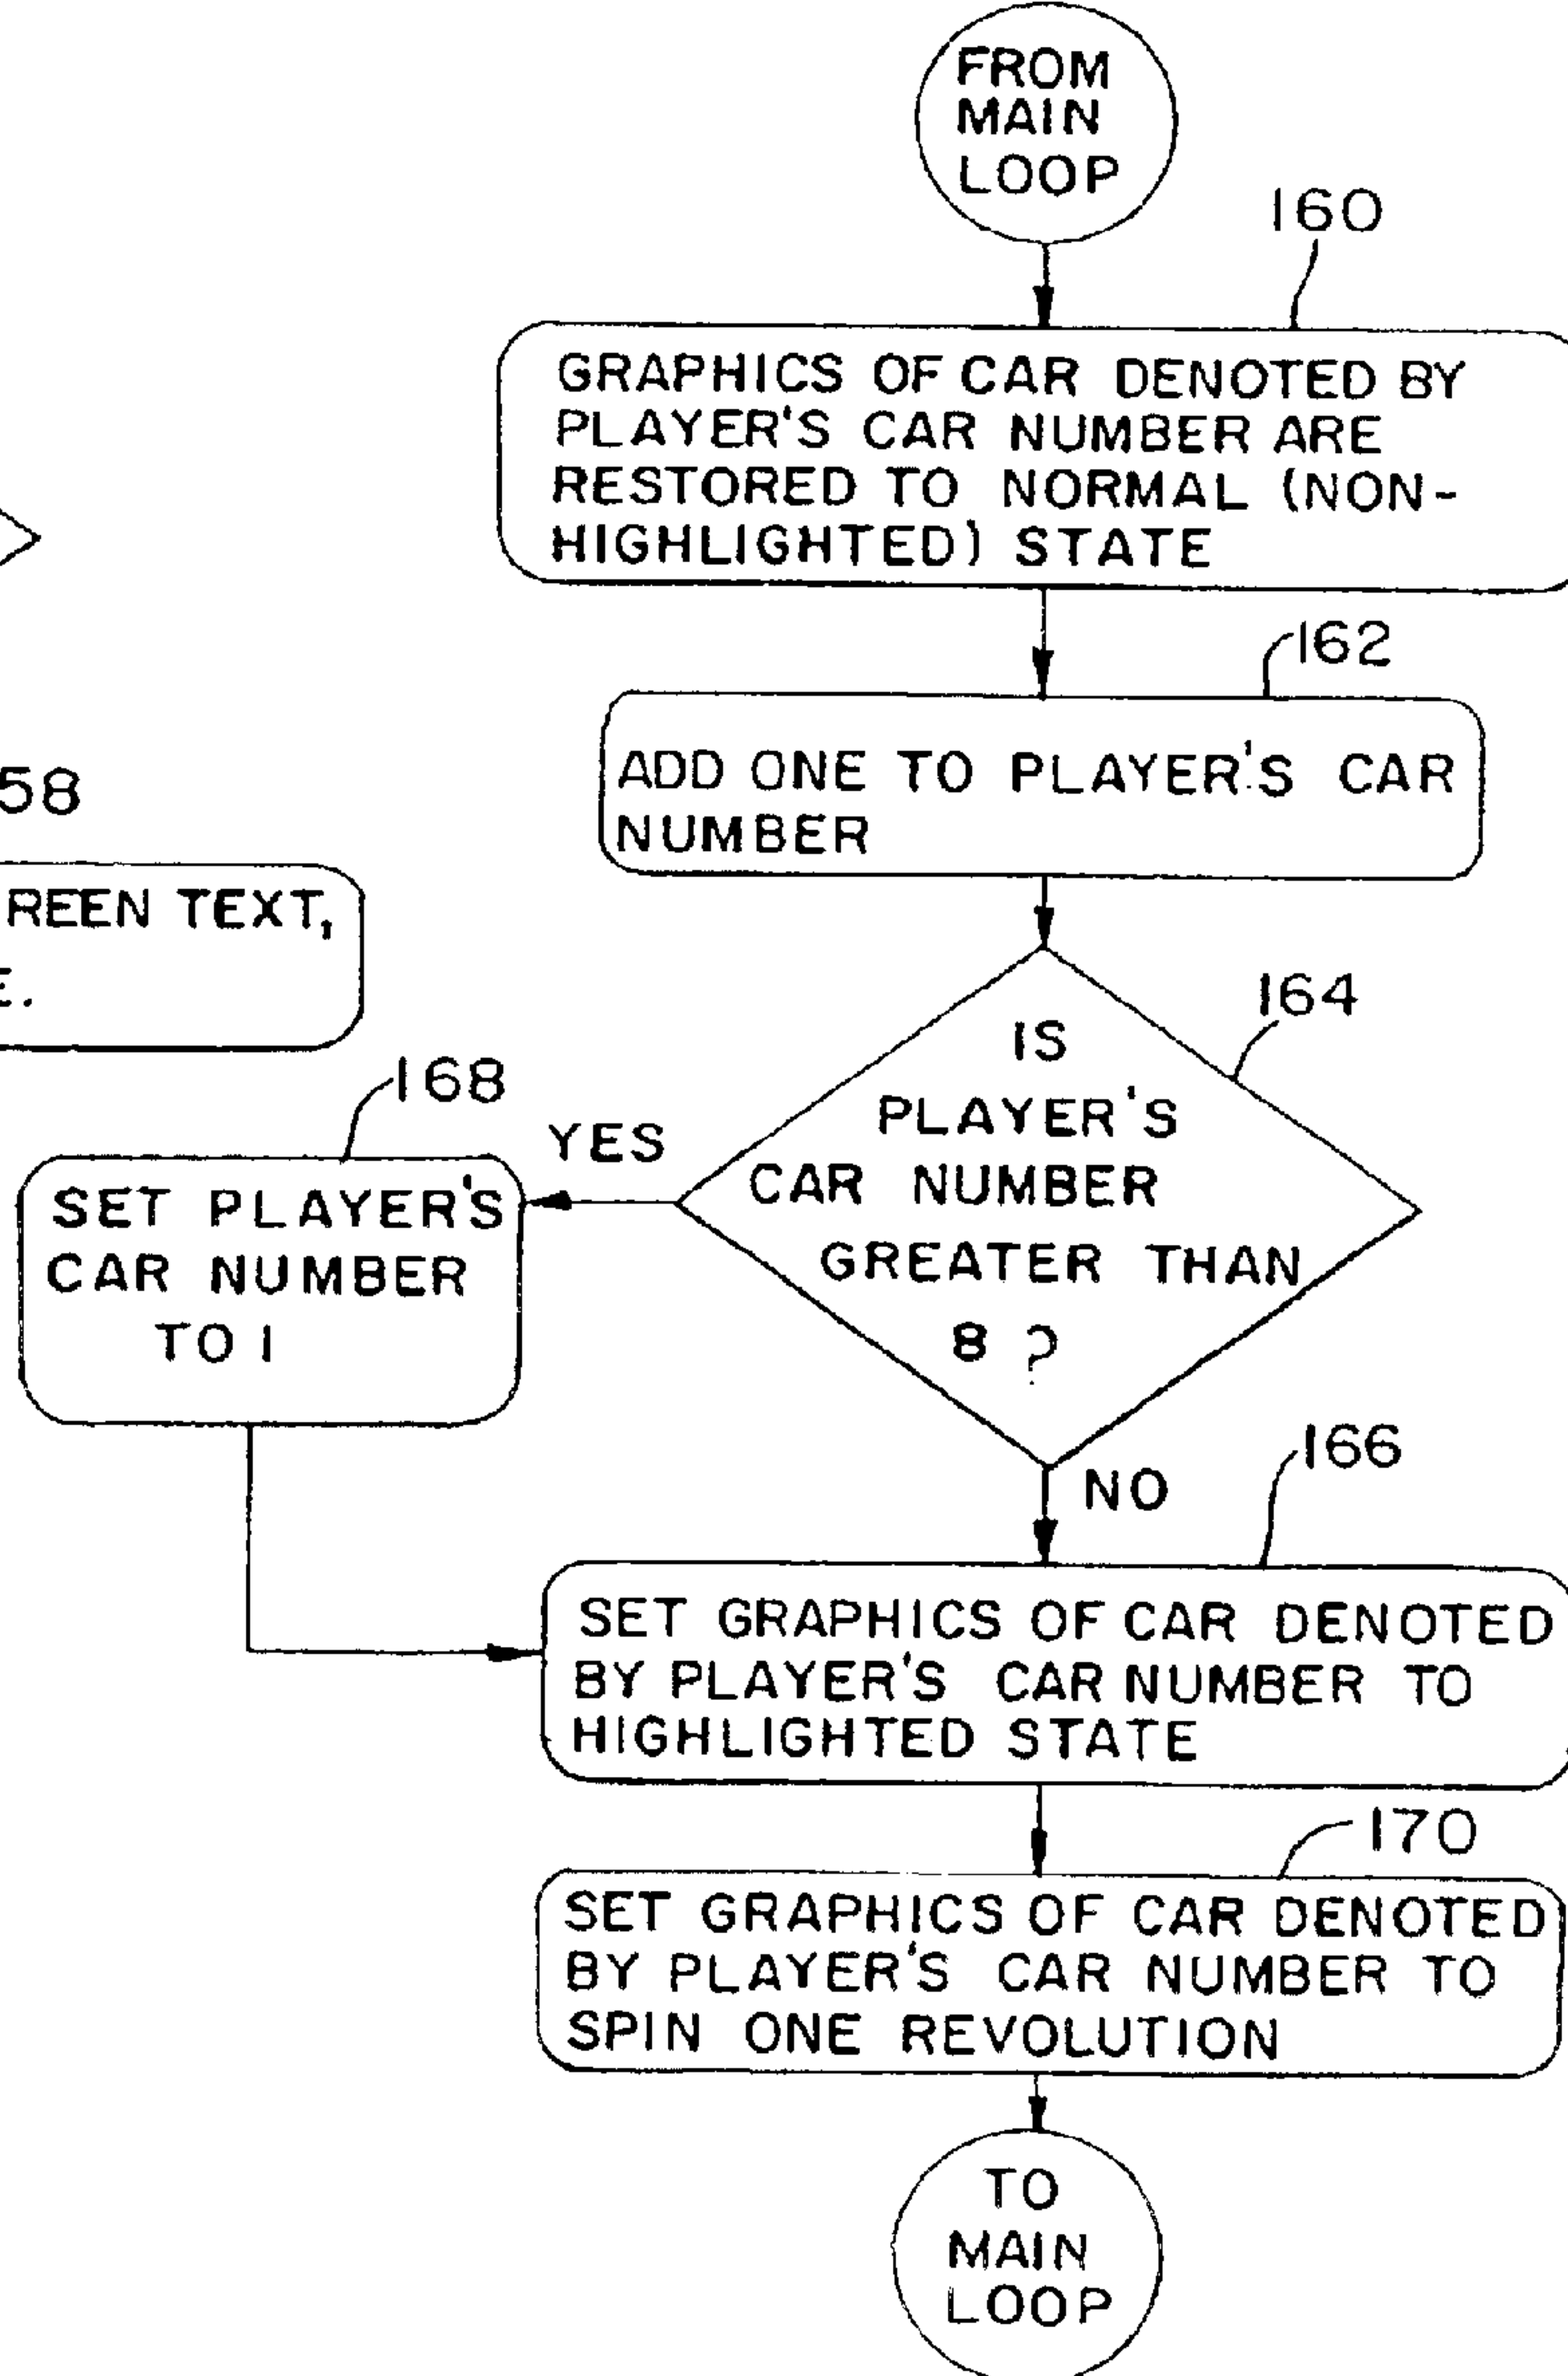 FROM
MAIN
LOOP
160
GRAPHICS OF CAR DENOTED BY
PLAYER'S CAR NUMBER ARE
RESTORED TO NORMAL (NON-
HIGHLIGHTED) STATE
162
ADD ONE TO PLAYER'S CAR
NUMBER
58
REEN TEXT,
E.
164
IS
PLAYER'S
CAR NUMBER
GREATER THAN
8 ?
168
YES
SET PLAYER'S
CAR NUMBER
TO 1
NO
166
SET GRAPHICS OF CAR DENOTED
BY PLAYER'S CAR NUMBER TO
HIGHLIGHTED STATE
170
SET GRAPHICS OF CAR DENOTED
BY PLAYER'S CAR NUMBER TO
SPIN ONE REVOLUTION
TO
MAIN
LOOP